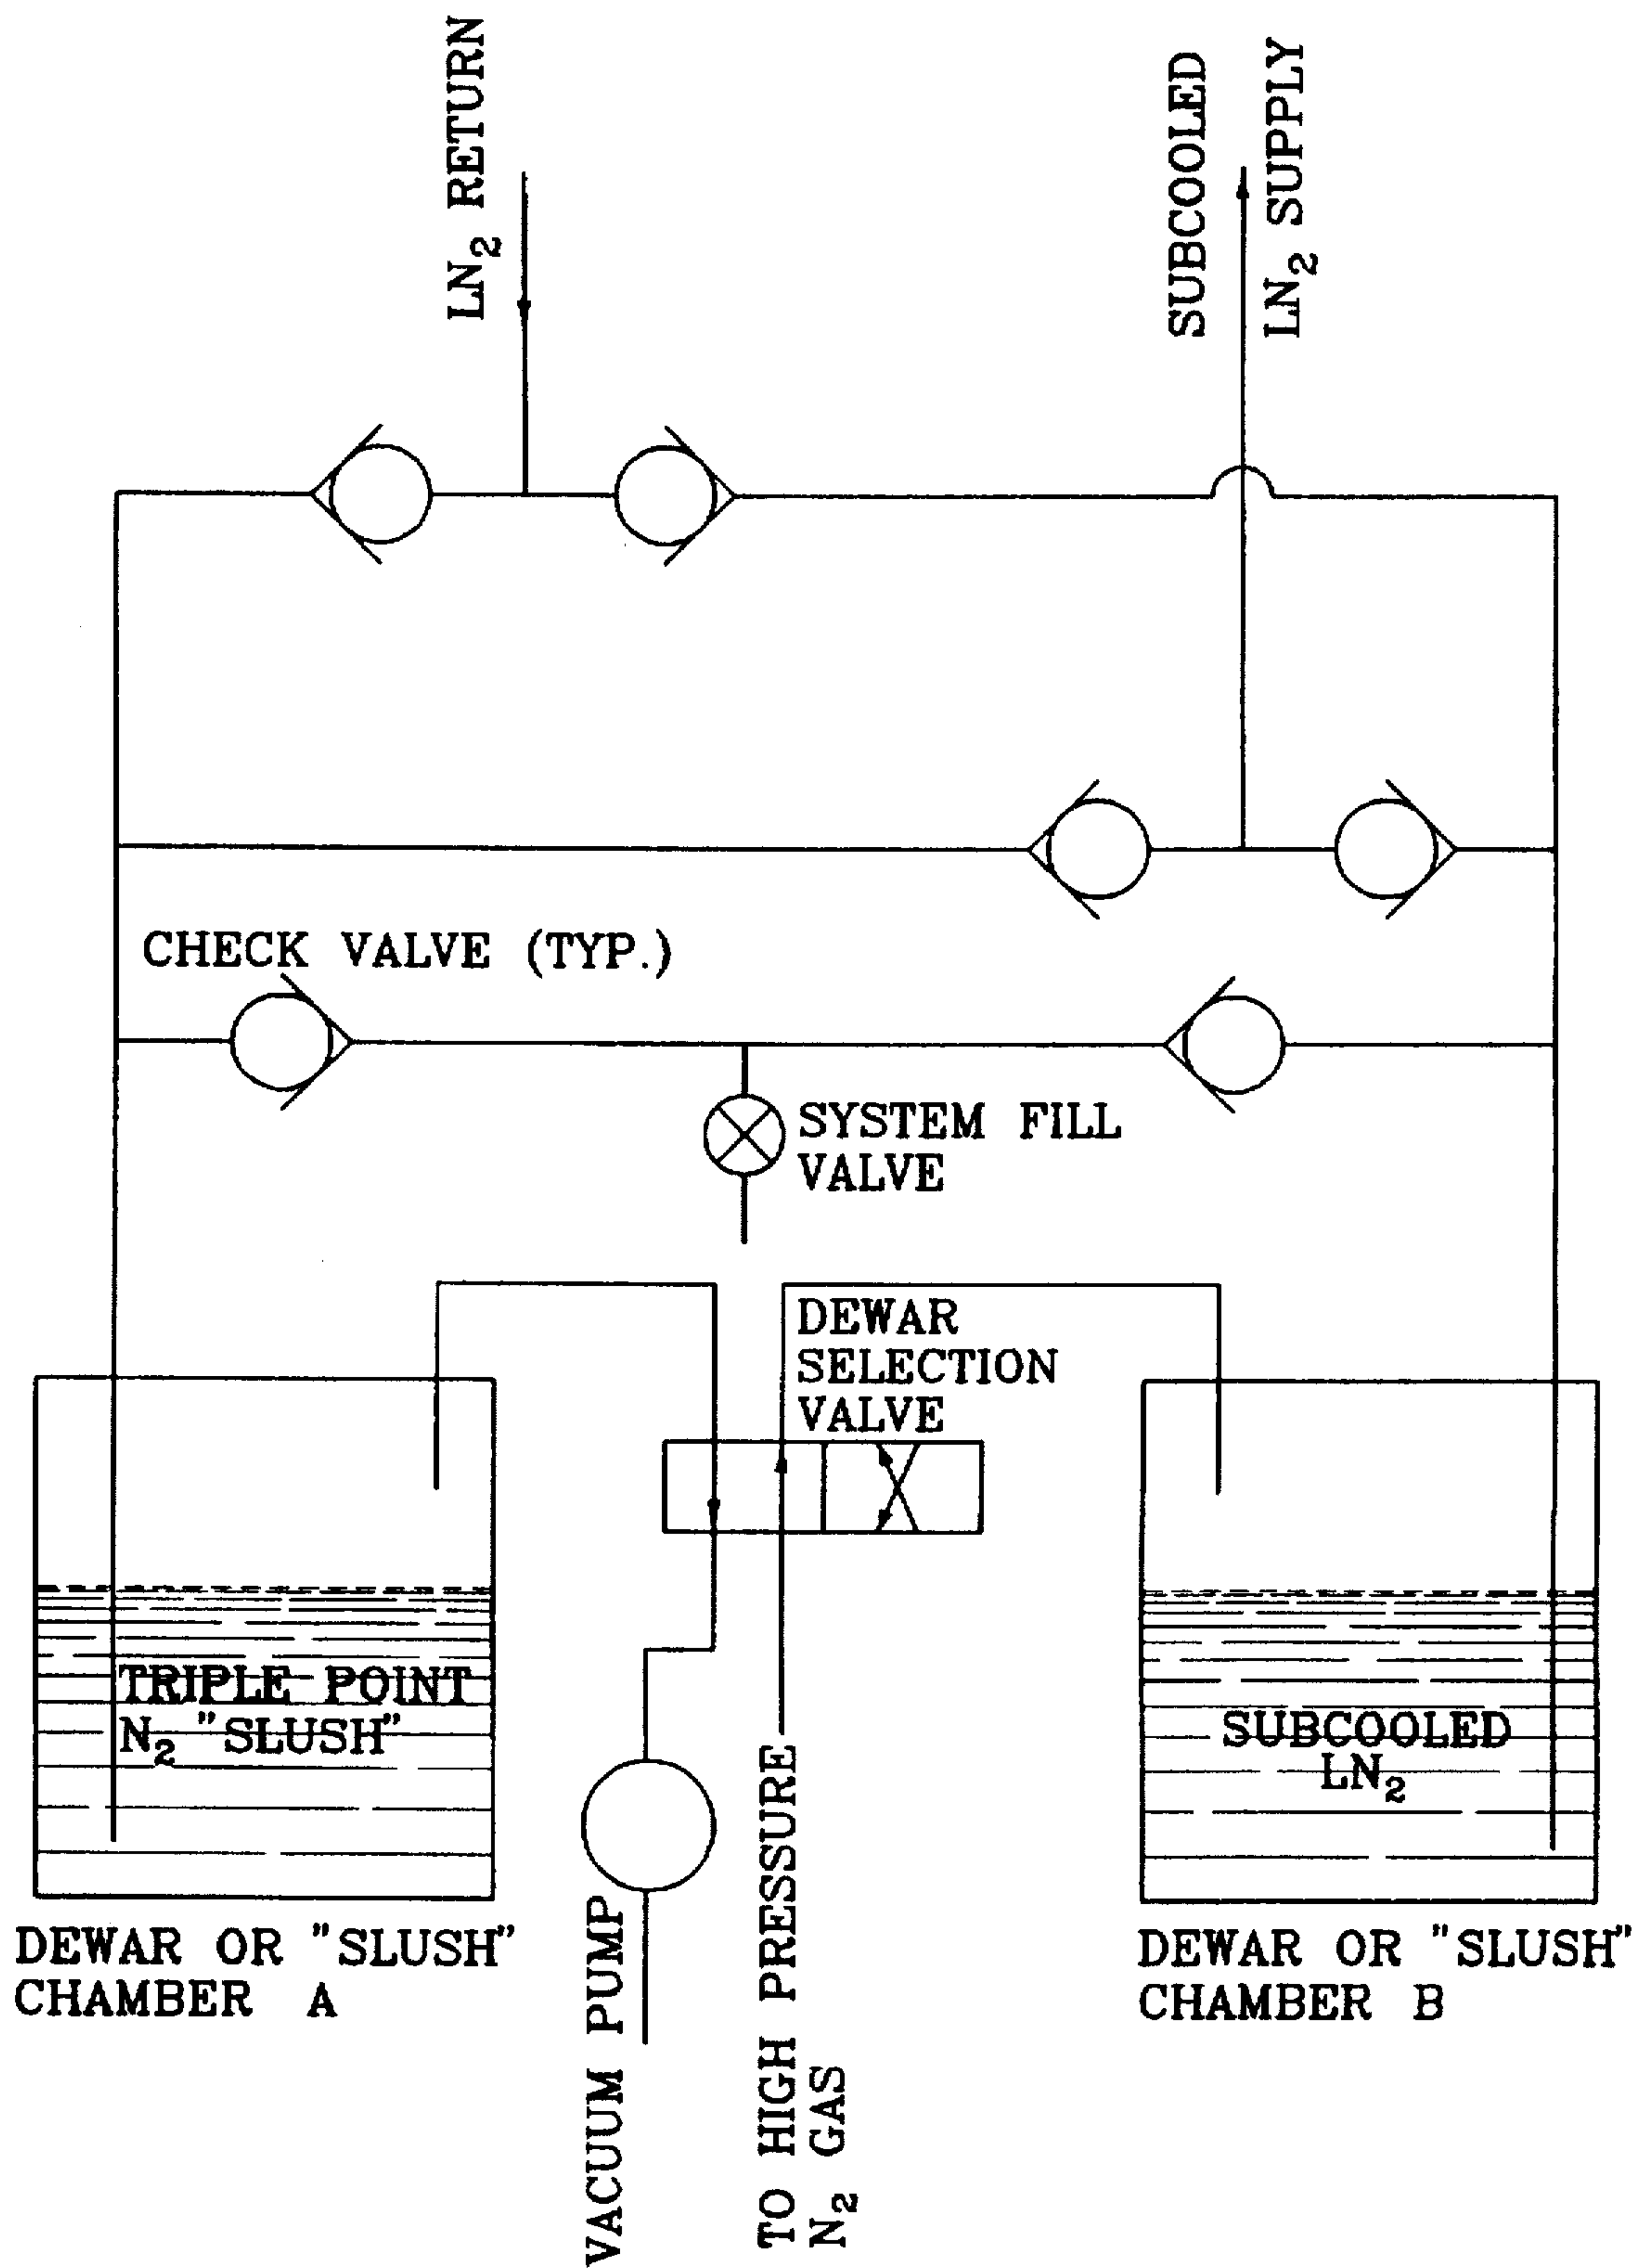 LN₂ RETURN
SUBCOOLED
LN₂ SUPPLY
CHECK VALVE (TYP.)
SYSTEM FILL
VALVE
DEWAR
SELECTION
VALVE
TRIPLE POINT
N₂ "SLUSH"
SUBCOOLED
LN₂
DEWAR OR "SLUSH"
CHAMBER A
VACUUM PUMP
TO HIGH PRESSURE
N₂ GAS
DEWAR OR "SLUSH"
CHAMBER B